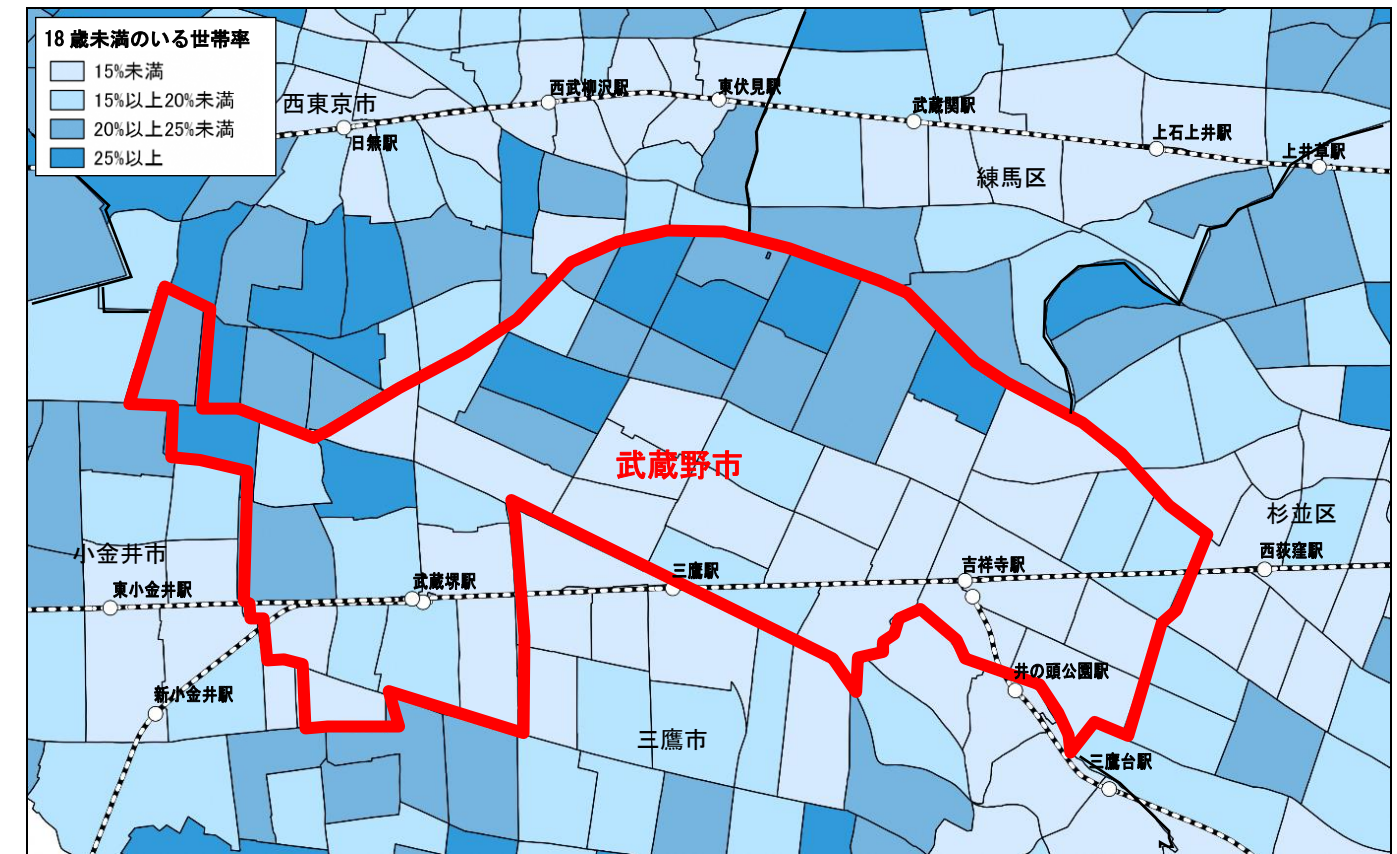 18歳未満のいる世帯率
15%未満
15%以上20%未満
20%以上25%未満
25%以上
西東京市
西武柳沢駅
東伏見駅
武蔵関駅
日無駅
上石上井駅
上井草駅
練馬区
武蔵野市
杉並区
西荻窪駅
小金井市
東小金井駅
武蔵堺駅
三鷹駅
吉祥寺駅
新小金井駅
井の頭公園駅
三鷹市
三鷹台駅